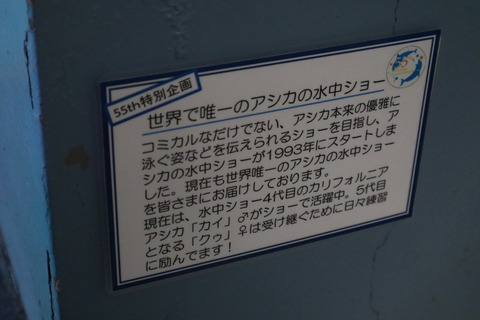 55th特別企画
世界で唯一のアシカの水中ショー
コミカルなだけでない、アシカ本来の優雅に
泳ぐ姿などを伝えられるショーを目指し、ア
シカの水中ショーが1993年にスタートしま
した。現在も世界唯一のアシカの水中ショー
を皆さまにお届けしております。
現在は、水中ショー4代目のカリフォルニア
アシカ「カイ」♂がショーで活躍中。5代目
となる「クゥ」♀は受け継ぐために日々練習
に励んでます！